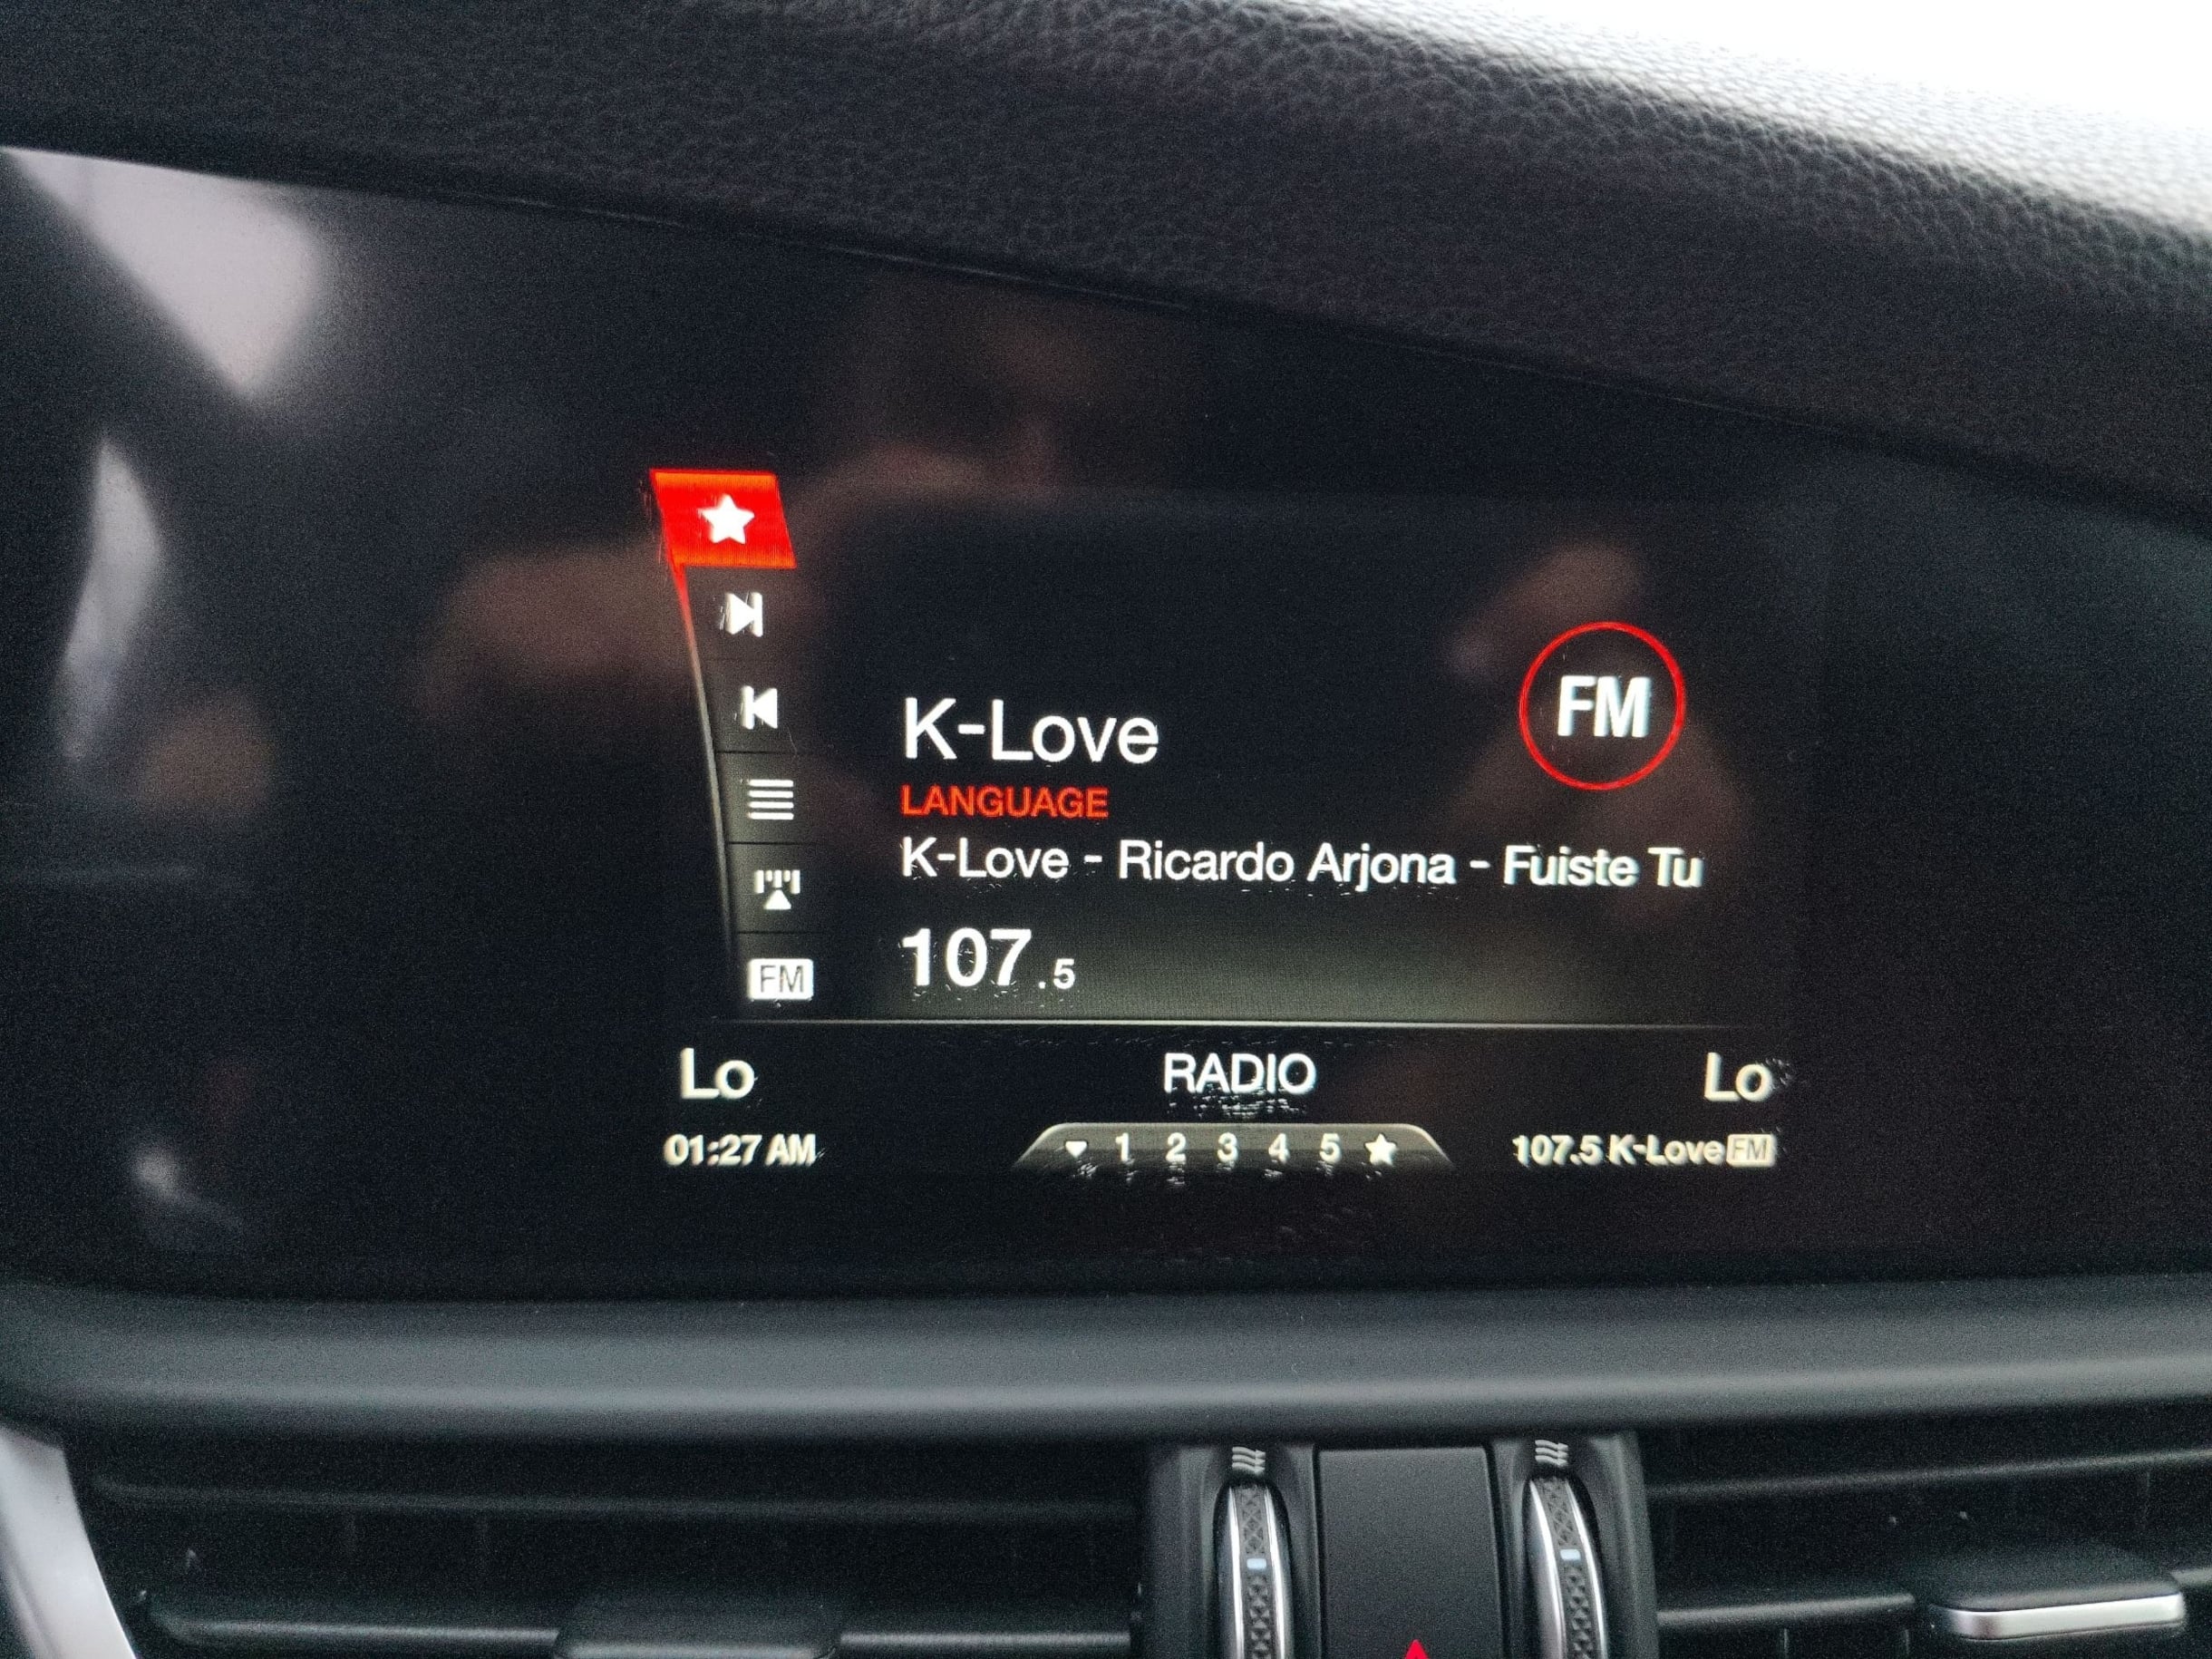 K-Love
FM
LANGUAGE
K-Love - Ricardo Arjona - Fuiste Tu
107.5
FM
Lo RADIO Lo
01:27 AM 1 2 3 4 5 107.5 K-Love FM